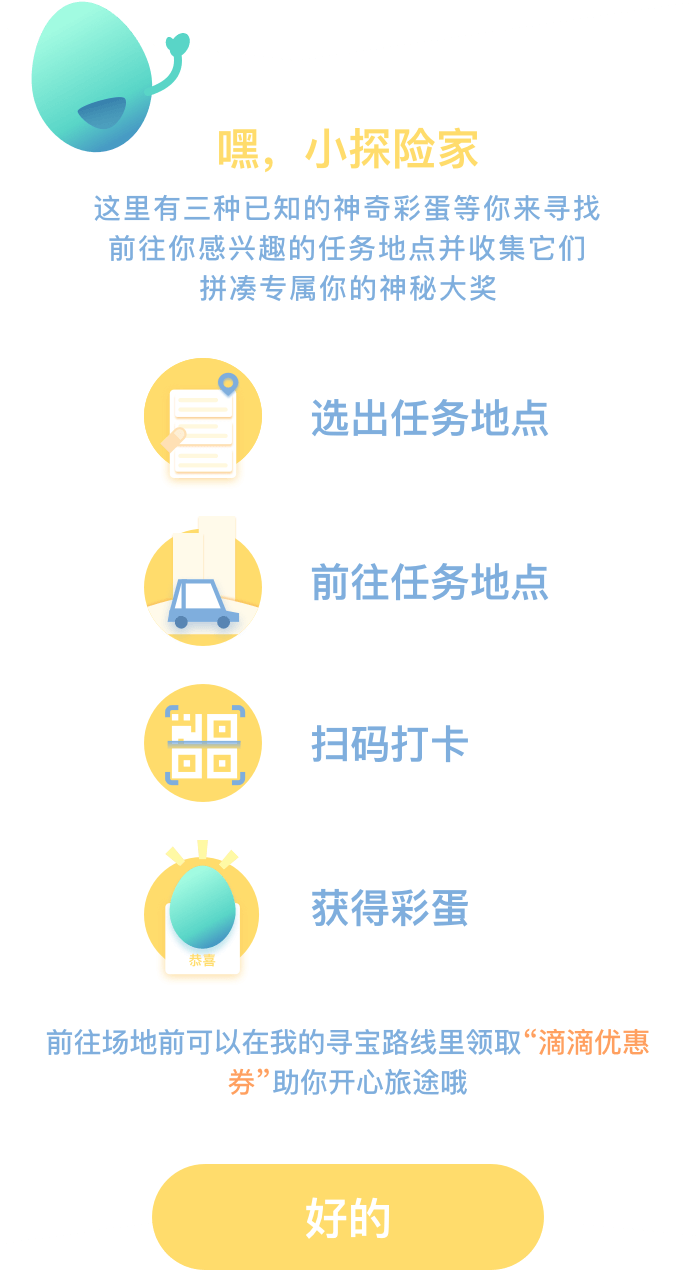 嘿，小探险家
这里有三种已知的神奇彩蛋等你来寻找
前往你感兴趣的任务地点并收集它们
拼凑专属你的神秘大奖
选出任务地点
前往任务地点
扫码打卡
获得彩蛋
恭喜
前往场地前可以在我的寻宝路线里领取“滴滴优惠
券”助你开心旅途哦
好的